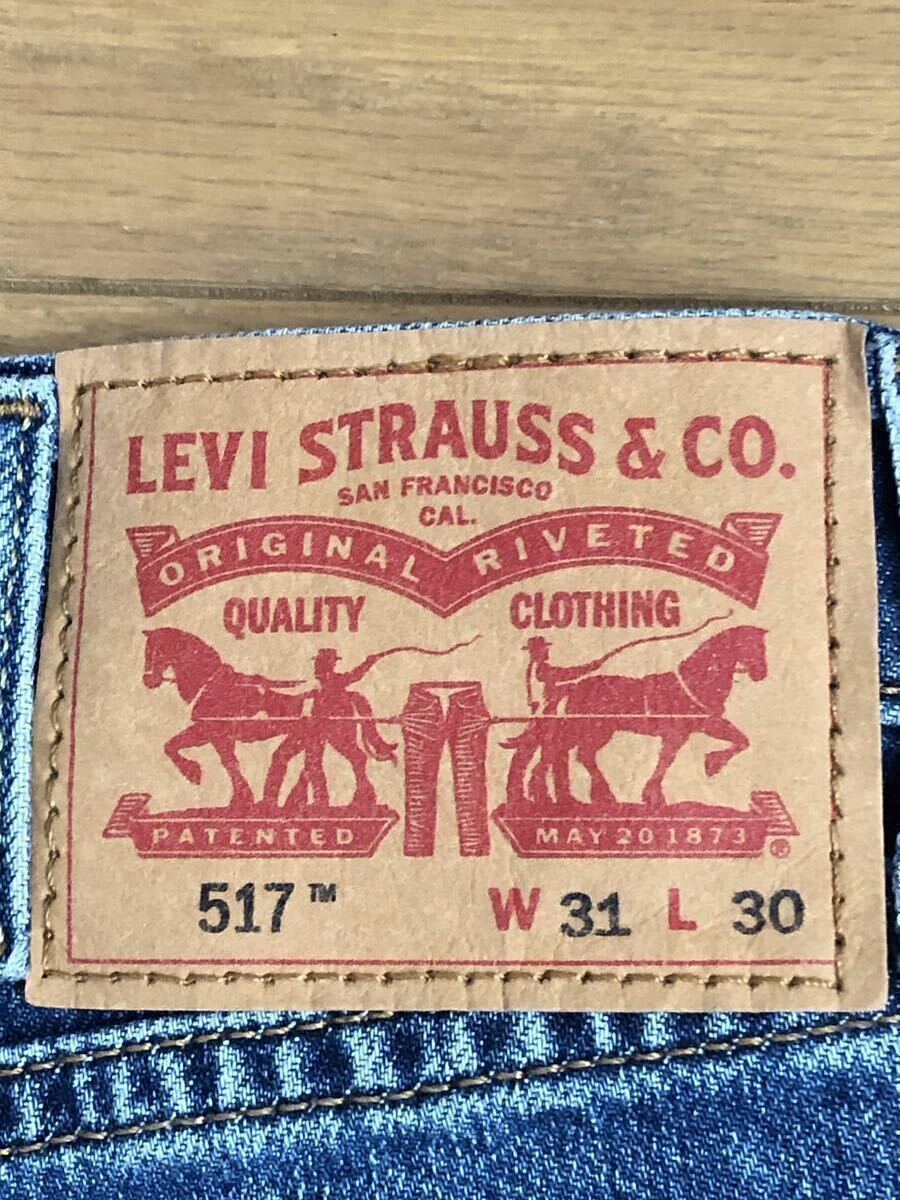 LEVI STRAUSS & CO.
SAN FRANCISCO
CAL.
ORIGINAL RIVETED
QUALITY CLOTHING
PATENTED MAY 20 1873 ®
517™ W 31 L 30